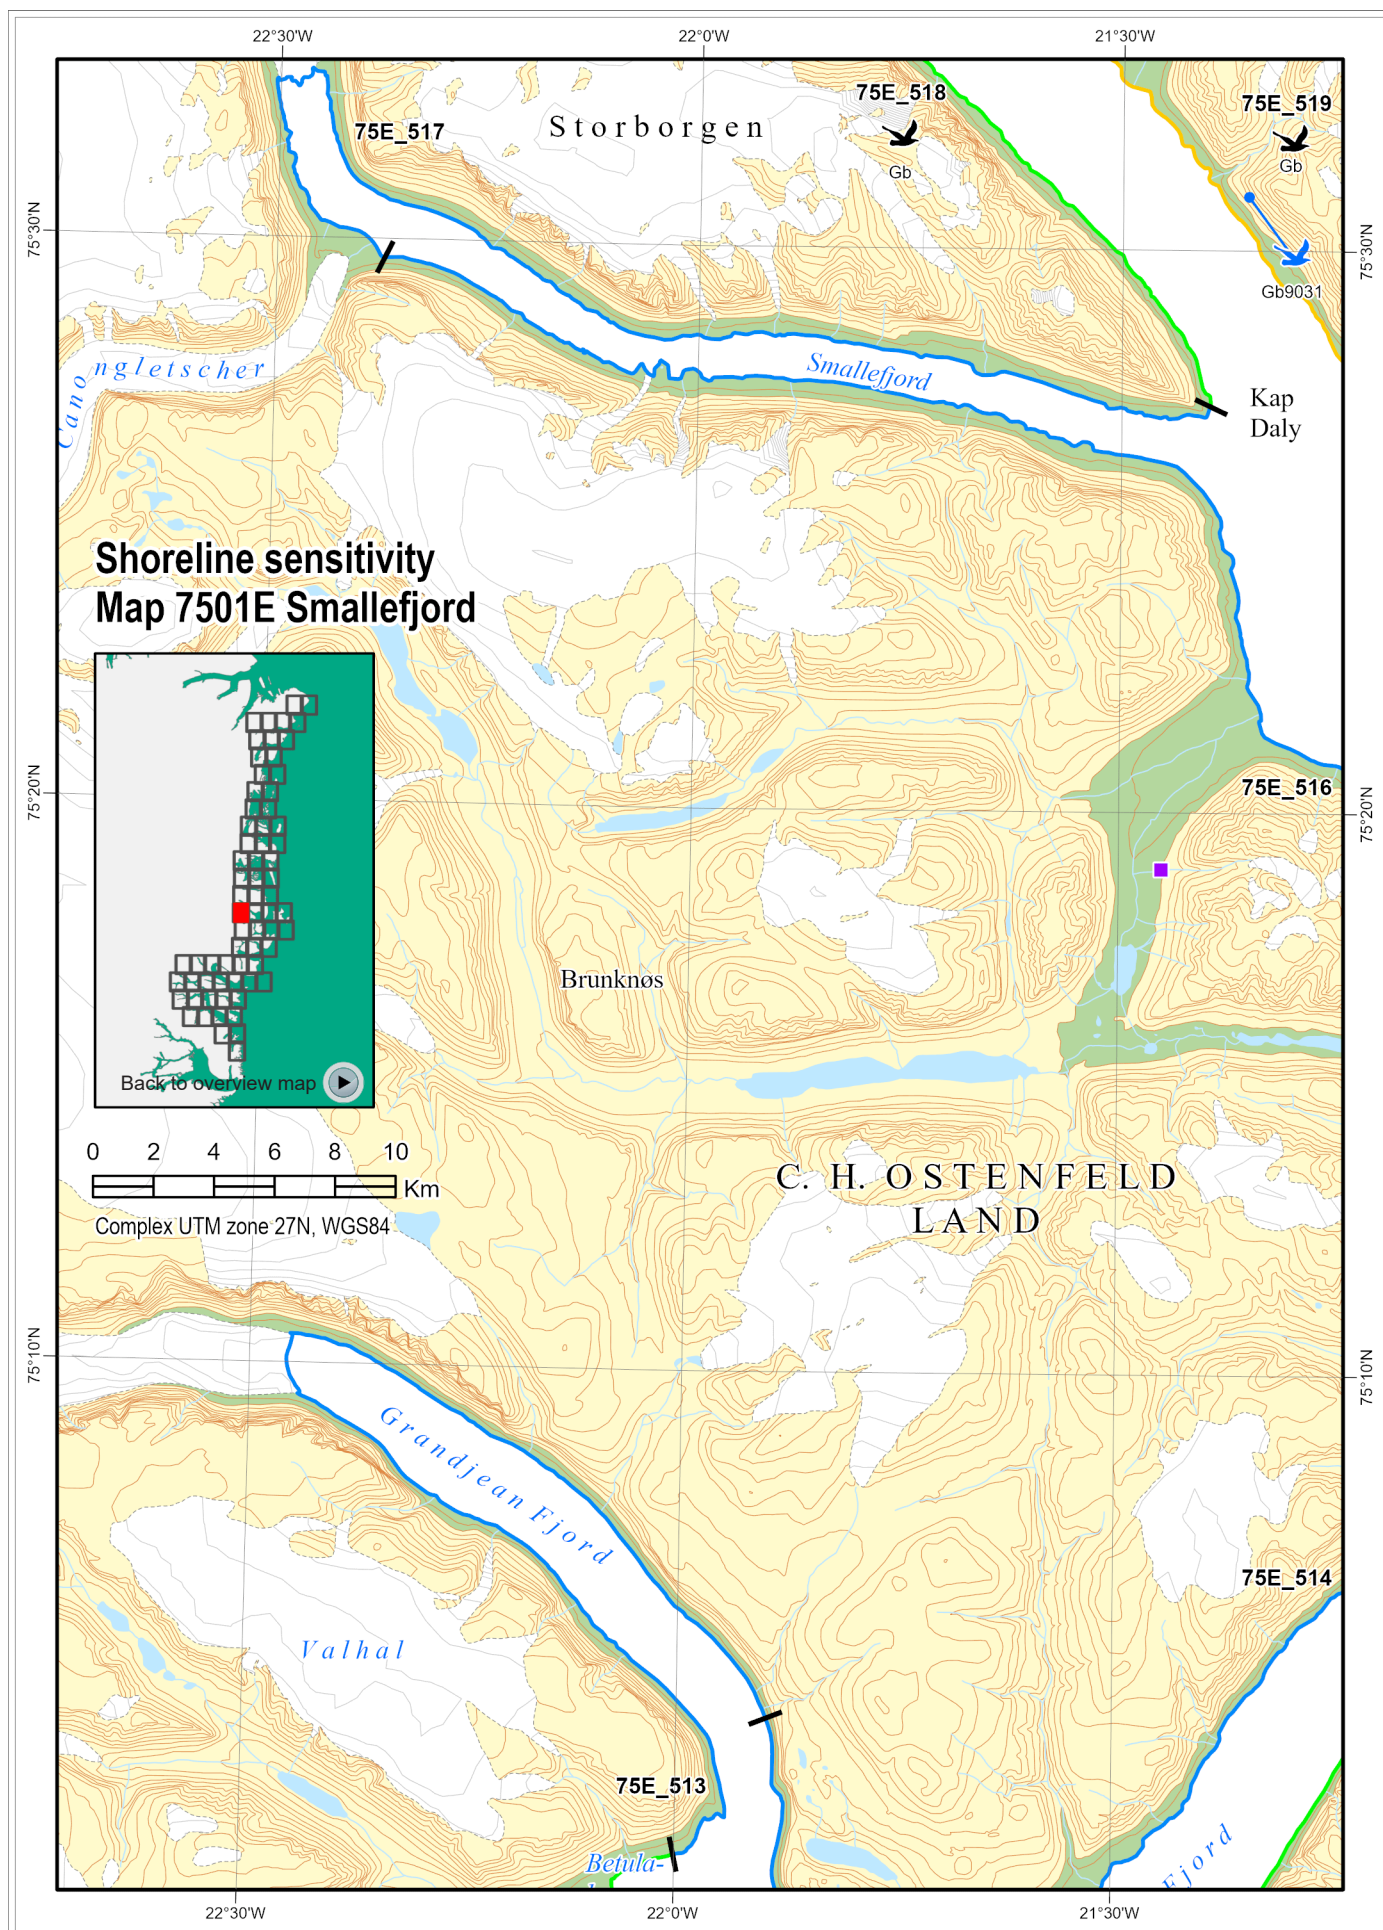 22°30'W
22°0'W
21°30'W
75E_518
75E_519
75E_517
Storborgen
Gb
Gb
75°30'N
75°30'N
Gb9031
Smallefjord
Canongletscher
Kap
Daly
Shoreline sensitivity
Map 7501E Smallefjord
75°20'N
75E_516
75°20'N
Brunknøs
Back to overview map
0 2 4 6 8 10
Km
C. H. OSTENFELD
LAND
Complex UTM zone 27N, WGS84
75°10'N
75°10'N
Grandjean Fjord
75E_514
Valhal
75E_513
Betula-
Fjord
22°30'W
22°0'W
21°30'W